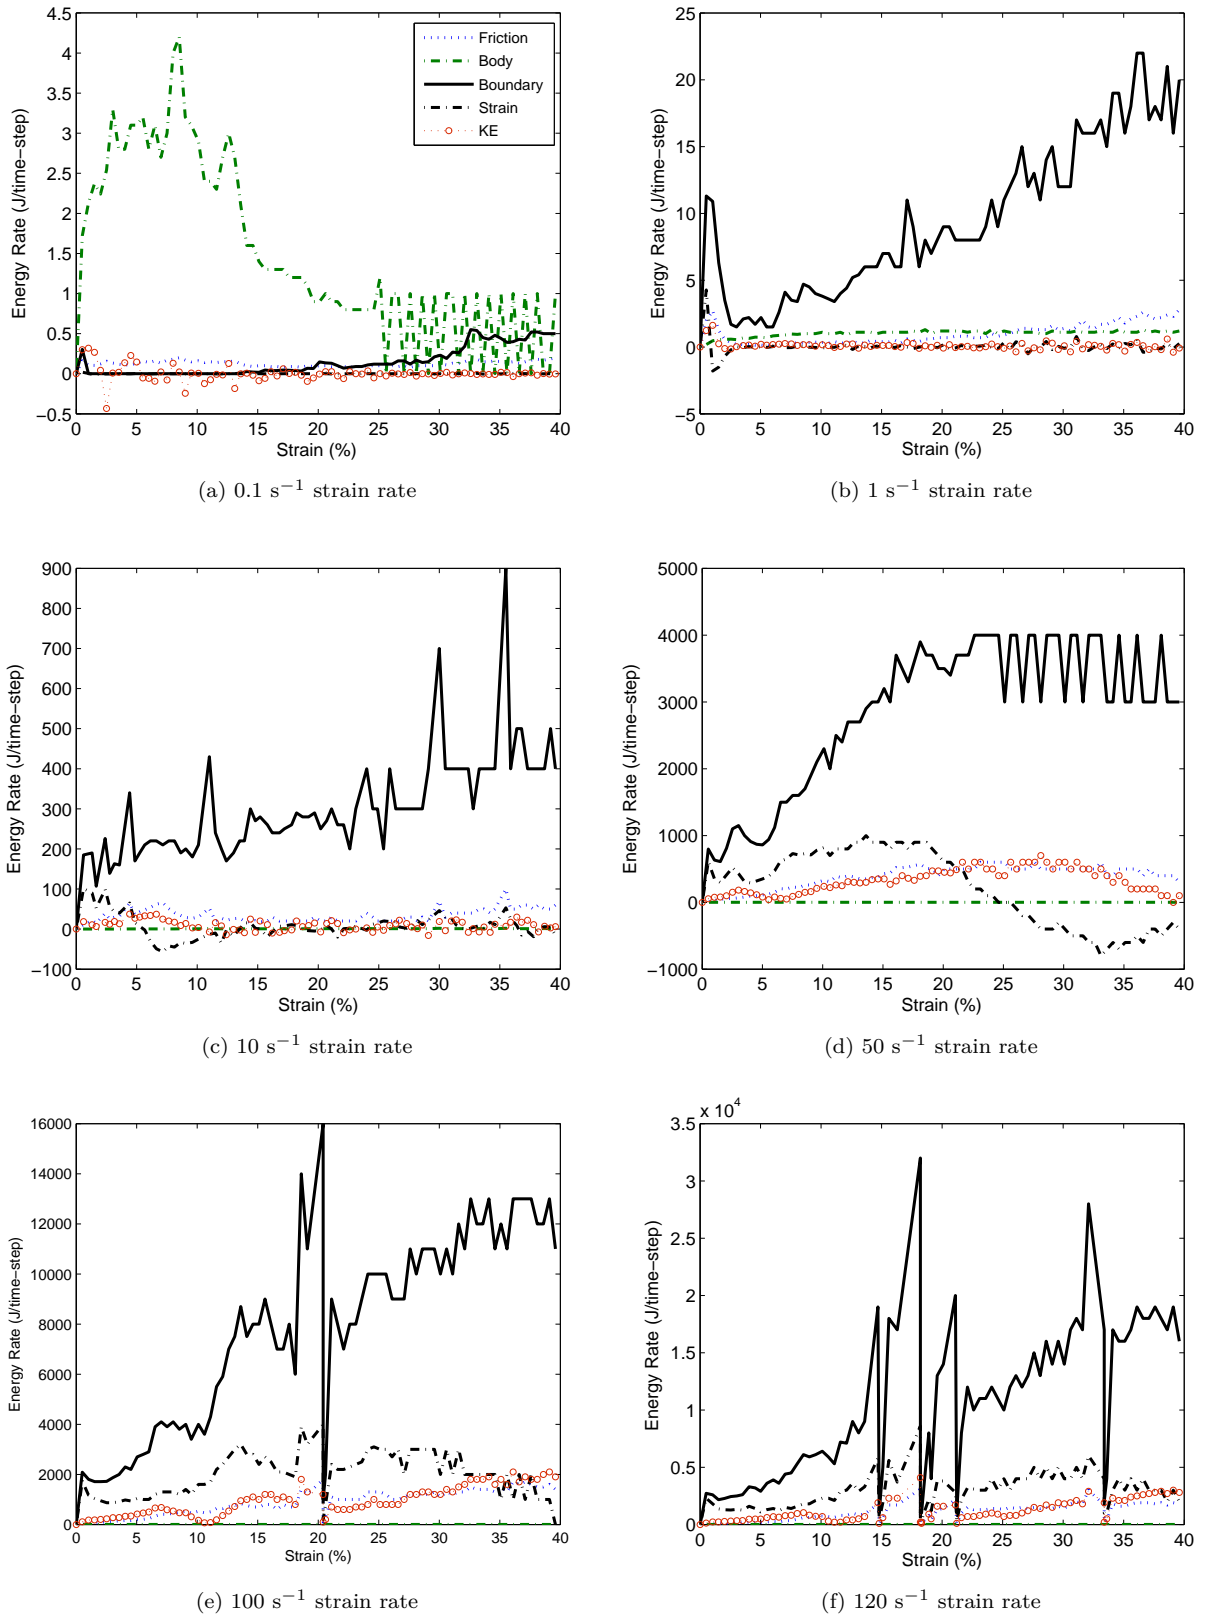 4.5
4
3.5
3
2.5
2
1.5
1
0.5
0
−0.5
0 5 10 15 20 25 30 35 40
Energy Rate (J/time−step)
Strain (%)
Friction
Body
Boundary
Strain
KE
(a) 0.1 s−1 strain rate
25
20
15
10
5
0
−5
0 5 10 15 20 25 30 35 40
Energy Rate (J/time−step)
Strain (%)
(b) 1 s−1 strain rate
900
800
700
600
500
400
300
200
100
0
−100
0 5 10 15 20 25 30 35 40
Energy Rate (J/time−step)
Strain (%)
(c) 10 s−1 strain rate
5000
4000
3000
2000
1000
0
−1000
0 5 10 15 20 25 30 35 40
Energy Rate (J/time−step)
Strain (%)
(d) 50 s−1 strain rate
16000
14000
12000
10000
8000
6000
4000
2000
0
0 5 10 15 20 25 30 35 40
Energy Rate (J/time−step)
Strain (%)
(e) 100 s−1 strain rate
x 10^4
3.5
3
2.5
2
1.5
1
0.5
0
0 5 10 15 20 25 30 35 40
Energy Rate (J/time−step)
Strain (%)
(f) 120 s−1 strain rate